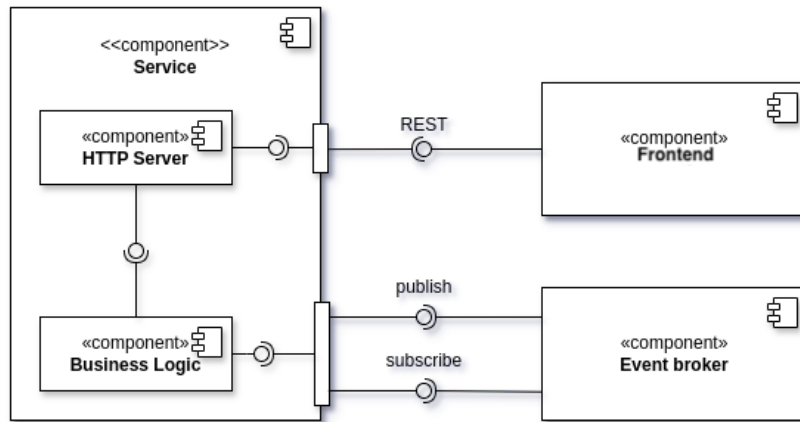 <<component>>
Service
«component»
HTTP Server
REST
«component»
Frontend
publish
«component»
Business Logic
subscribe
«component»
Event broker